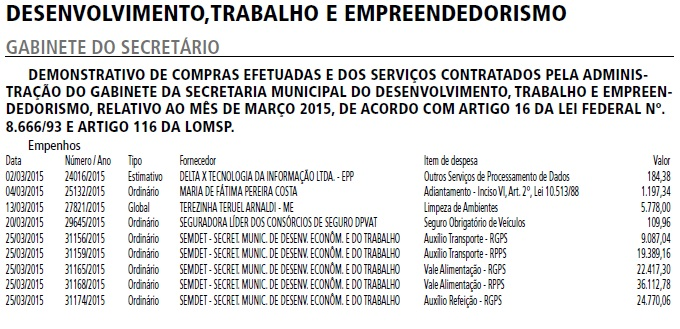 DESENVOLVIMENTO,TRABALHO E EMPREENDEDORISMO
GABINETE DO SECRETÁRIO
DEMONSTRATIVO DE COMPRAS EFETUADAS E DOS SERVIÇOS CONTRATADOS PELA ADMINIS-
TRAÇÃO DO GABINETE DA SECRETARIA MUNICIPAL DO DESENVOLVIMENTO, TRABALHO E EMPREEN-
DEDORISMO, RELATIVO AO MÊS DE MARÇO 2015, DE ACORDO COM ARTIGO 16 DA LEI FEDERAL Nº.
8.666/93 E ARTIGO 116 DA LOMSP.
Empenhos
Data Número / Ano Tipo Fornecedor Item de despesa Valor
02/03/2015 24016/2015 Estimativo DELTA X TECNOLOGIA DA INFORMAÇÃO LTDA. - EPP Outros Serviços de Processamento de Dados 184,38
04/03/2015 25132/2015 Ordinário MARIA DE FÁTIMA PEREIRA COSTA Adiantamento - Inciso VI, Art. 2º, Lei 10.513/88 1.197,34
13/03/2015 27821/2015 Global TEREZINHA TERUEL ARNALDI - ME Limpeza de Ambientes 5.778,00
20/03/2015 29645/2015 Ordinário SEGURADORA LÍDER DOS CONSÓRCIOS DE SEGURO DPVAT Seguro Obrigatório de Veículos 109,96
25/03/2015 31156/2015 Ordinário SEMDET - SECRET. MUNIC. DE DESENV. ECONÔM. E DO TRABALHO Auxílio Transporte - RGPS 9.087,04
25/03/2015 31159/2015 Ordinário SEMDET - SECRET. MUNIC. DE DESENV. ECONÔM. E DO TRABALHO Auxílio Transporte - RPPS 19.389,16
25/03/2015 31165/2015 Ordinário SEMDET - SECRET. MUNIC. DE DESENV. ECONÔM. E DO TRABALHO Vale Alimentação - RGPS 22.417,30
25/03/2015 31168/2015 Ordinário SEMDET - SECRET. MUNIC. DE DESENV. ECONÔM. E DO TRABALHO Vale Alimentação - RPPS 36.112,78
25/03/2015 31174/2015 Ordinário SEMDET - SECRET. MUNIC. DE DESENV. ECONÔM. E DO TRABALHO Auxílio Refeição - RGPS 24.770,06